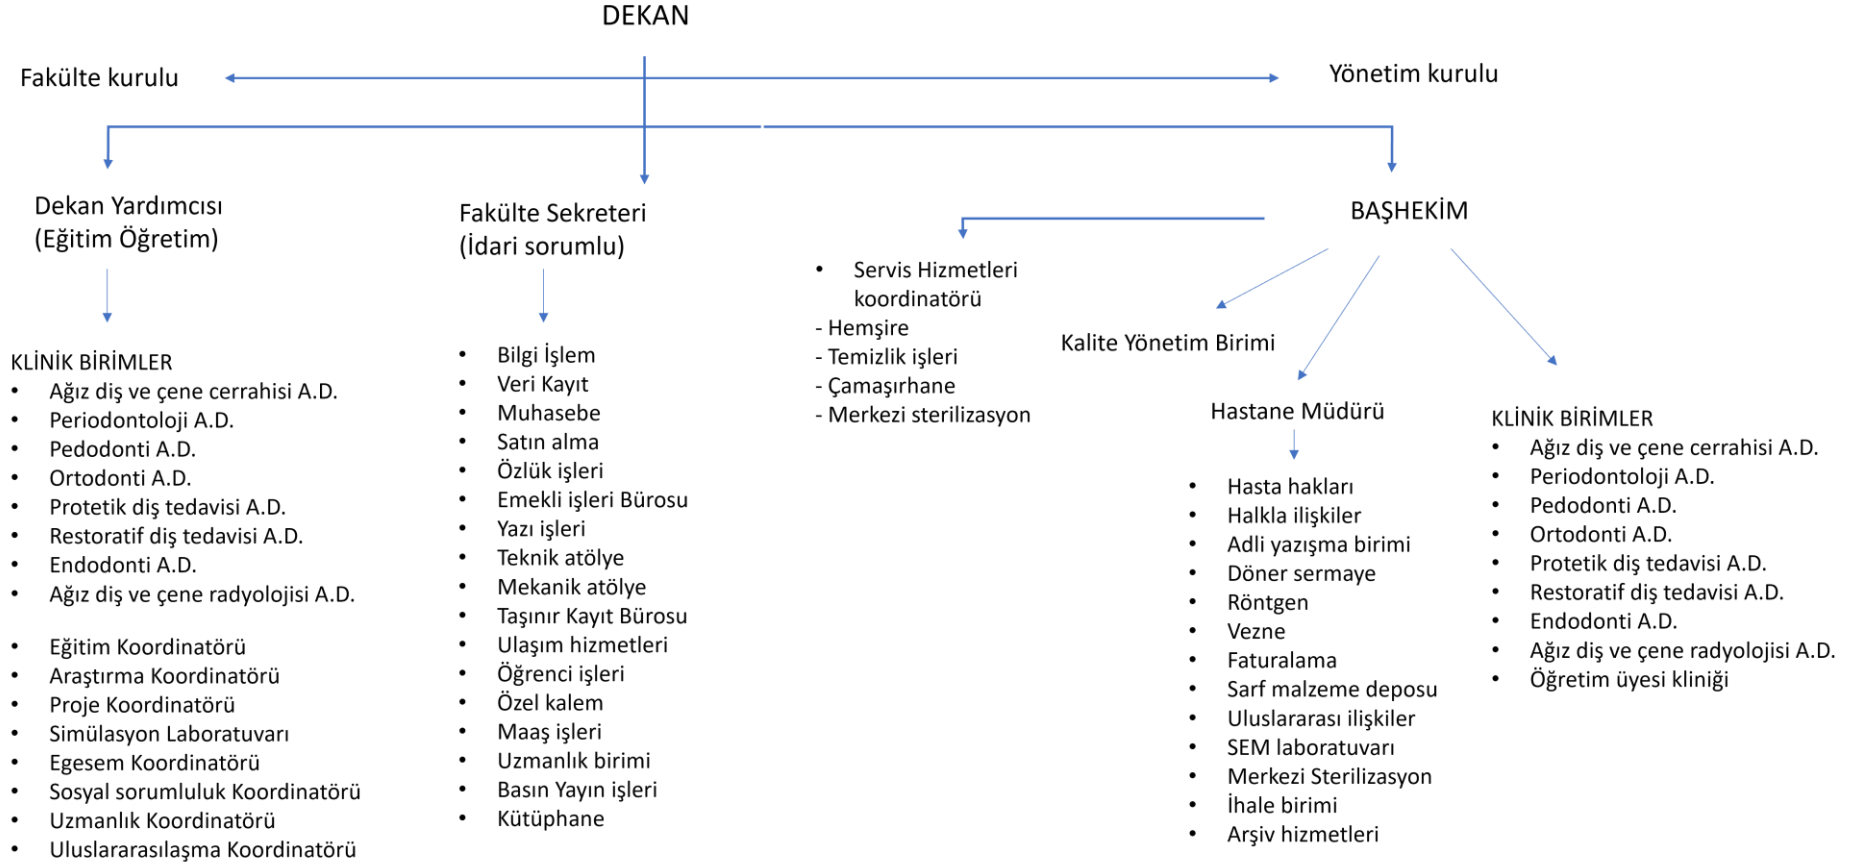 DEKAN
Fakülte kurulu
Yönetim kurulu
Dekan Yardımcısı
(Eğitim Öğretim)
Fakülte Sekreteri
(İdari sorumlu)
BAŞHEKİM
KLİNİK BİRİMLER
• Ağız diş ve çene cerrahisi A.D.
• Periodontoloji A.D.
• Pedodonti A.D.
• Ortodonti A.D.
• Protetik diş tedavisi A.D.
• Restoratif diş tedavisi A.D.
• Endodonti A.D.
• Ağız diş ve çene radyolojisi A.D.
• Eğitim Koordinatörü
• Araştırma Koordinatörü
• Proje Koordinatörü
• Simülasyon Laboratuvarı
• Egesem Koordinatörü
• Sosyal sorumluluk Koordinatörü
• Uzmanlık Koordinatörü
• Uluslararasılaşma Koordinatörü
• Bilgi İşlem
• Veri Kayıt
• Muhasebe
• Satın alma
• Özlük işleri
• Emekli işleri Bürosu
• Yazı işleri
• Teknik atölye
• Mekanik atölye
• Taşınır Kayıt Bürosu
• Ulaşım hizmetleri
• Öğrenci işleri
• Özel kalem
• Maaş işleri
• Uzmanlık birimi
• Basın Yayın işleri
• Kütüphane
• Servis Hizmetleri
koordinatörü
- Hemşire
- Temizlik işleri
- Çamaşırhane
- Merkezi sterilizasyon
Kalite Yönetim Birimi
Hastane Müdürü
• Hasta hakları
• Halkla ilişkiler
• Adli yazışma birimi
• Döner sermaye
• Röntgen
• Vezne
• Faturalama
• Sarf malzeme deposu
• Uluslararası ilişkiler
• SEM laboratuvarı
• Merkezi Sterilizasyon
• İhale birimi
• Arşiv hizmetleri
KLİNİK BİRİMLER
• Ağız diş ve çene cerrahisi A.D.
• Periodontoloji A.D.
• Pedodonti A.D.
• Ortodonti A.D.
• Protetik diş tedavisi A.D.
• Restoratif diş tedavisi A.D.
• Endodonti A.D.
• Ağız diş ve çene radyolojisi A.D.
• Öğretim üyesi kliniği